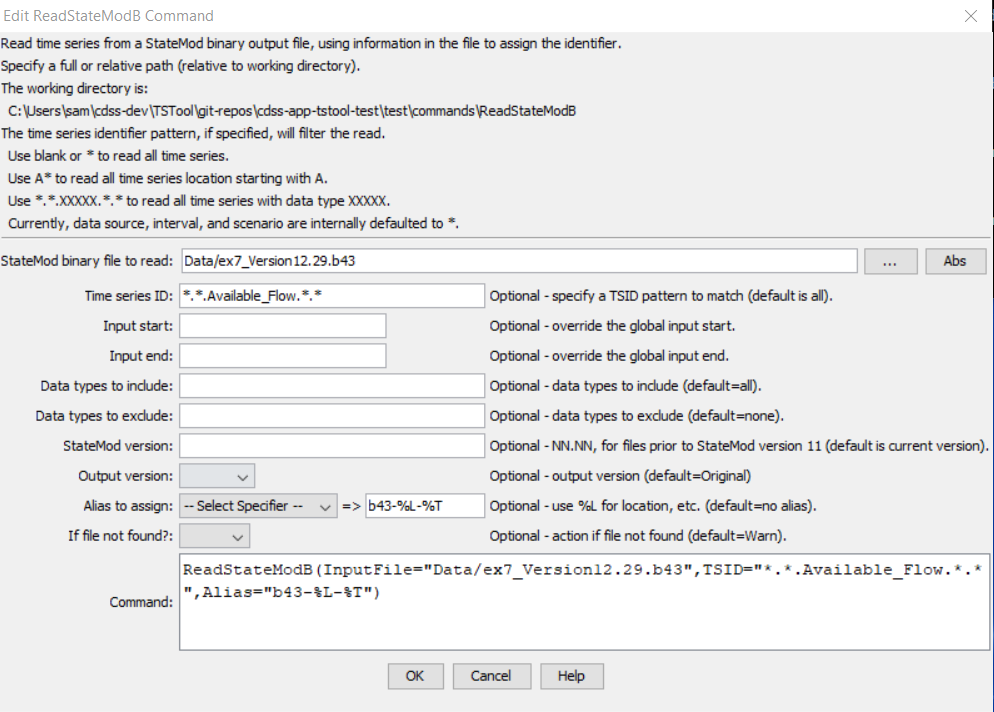 Edit ReadStateModB Command
Read time series from a StateMod binary output file, using information in the file to assign the identifier.
Specify a full or relative path (relative to working directory).
The working directory is:
C:\Users\sam\cdss-dev\TSTool\git-repos\cdss-app-tstool-test\test\commands\ReadStateModB
The time series identifier pattern, if specified, will filter the read.
Use blank or * to read all time series.
Use A* to read all time series location starting with A.
Use *.*.XXXXX.*.* to read all time series with data type XXXXX.
Currently, data source, interval, and scenario are internally defaulted to *.
StateMod binary file to read: Data/ex7_Version12.29.b43 ... Abs
Time series ID: *.*.Available_Flow.*.* Optional - specify a TSID pattern to match (default is all).
Input start: Optional - override the global input start.
Input end: Optional - override the global input end.
Data types to include: Optional - data types to include (default=all).
Data types to exclude: Optional - data types to exclude (default=none).
StateMod version: Optional - NN.NN, for files prior to StateMod version 11 (default is current version).
Output version: Optional - output version (default=Original)
Alias to assign: -- Select Specifier -- => b43-%L-%T Optional - use %L for location, etc. (default=no alias).
If file not found?: Optional - action if file not found (default=Warn).
ReadStateModB(InputFile="Data/ex7_Version12.29.b43",TSID="*.*.Available_Flow.*.*
Command: ",Alias="b43-%L-%T")
OK Cancel Help